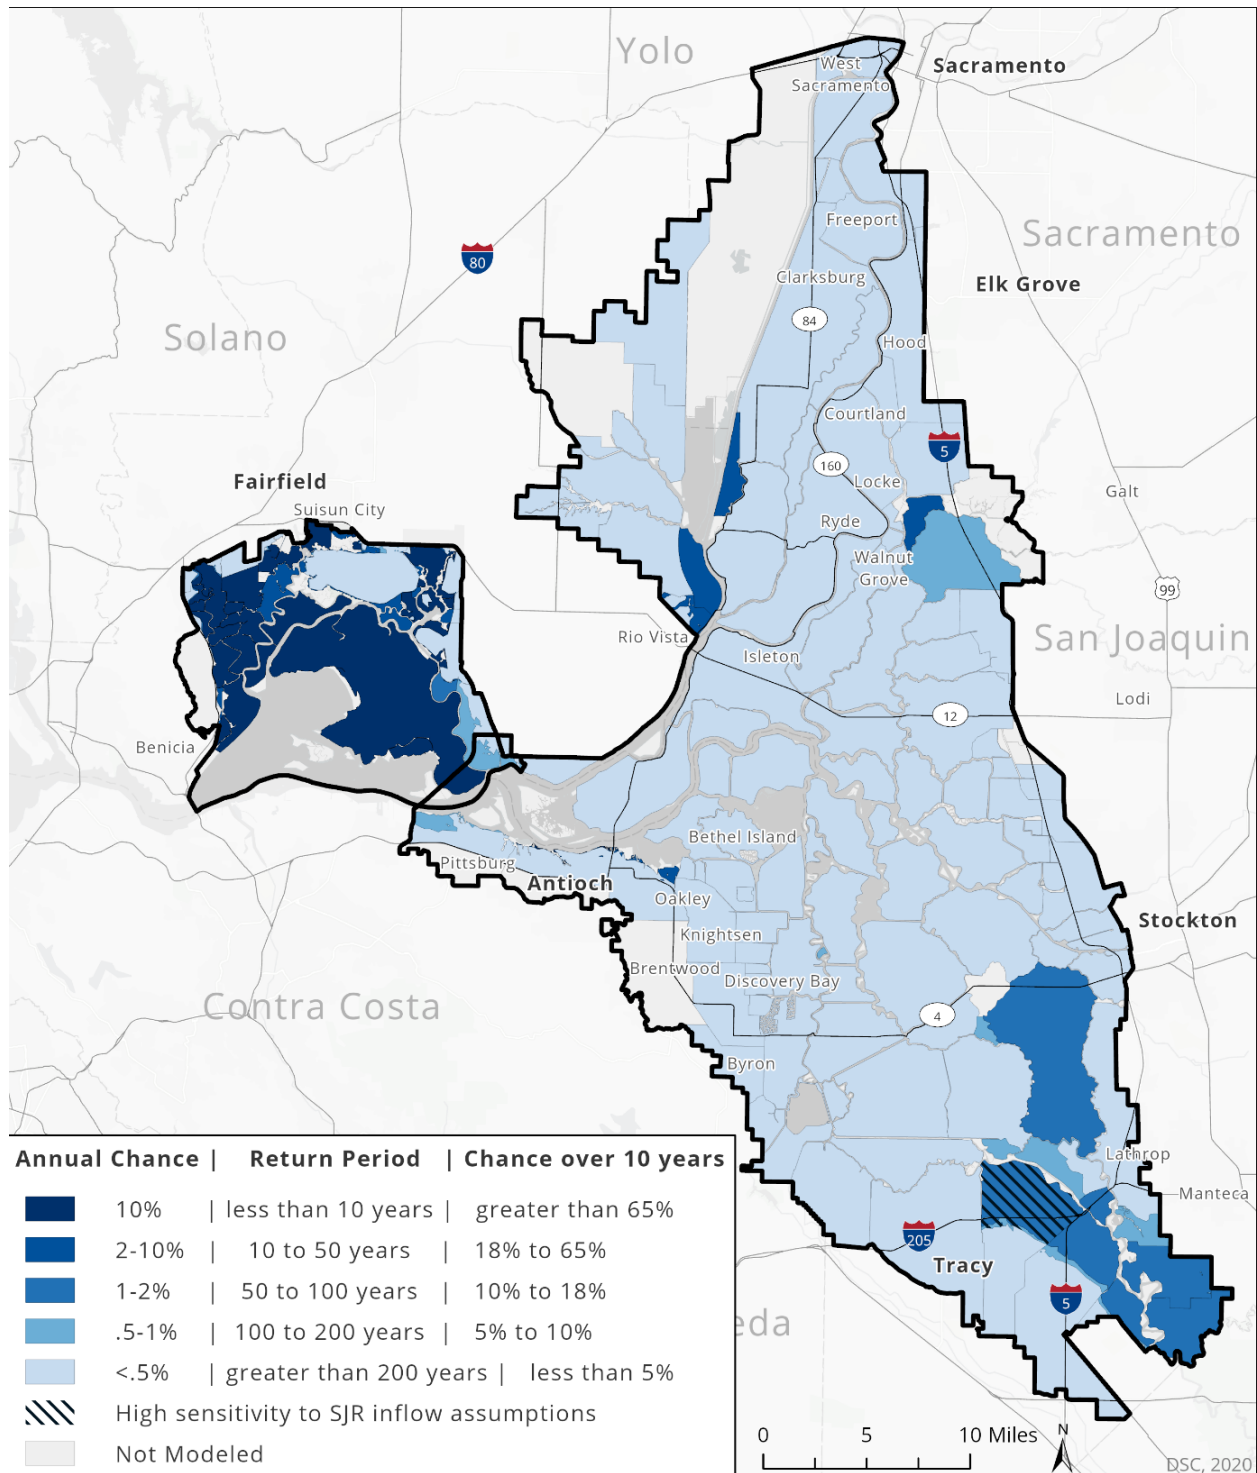 Yolo
Sacramento
West
Sacramento
Freeport
Sacramento
80
Clarksburg
Elk Grove
84
Solano
Hood
Courtland
5
160
Fairfield
Locke
Galt
Suisun City
Ryde
Walnut
Grove
99
Rio Vista
San Joaquin
Isleton
Lodi
12
Benicia
Bethel Island
Pittsburg
Antioch
Oakley
Stockton
Knightsen
Brentwood
Discovery Bay
Contra Costa
4
Byron
Lathrop
Manteca
205
Tracy
5
eda
Annual Chance | Return Period | Chance over 10 years
10% | less than 10 years | greater than 65%
2-10% | 10 to 50 years | 18% to 65%
1-2% | 50 to 100 years | 10% to 18%
.5-1% | 100 to 200 years | 5% to 10%
<.5% | greater than 200 years | less than 5%
High sensitivity to SJR inflow assumptions
Not Modeled
0 5 10 Miles
N
DSC, 2020